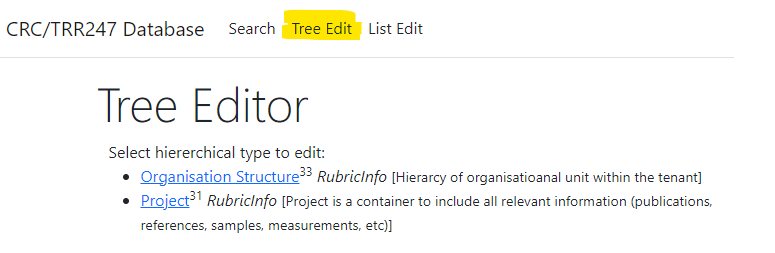 CRC/TRR247 Database Search Tree Edit List Edit
Tree Editor
Select hiererchical type to edit:
• Organisation Structure33 RubricInfo [Hierarcy of organisatioanal unit within the tenant]
• Project31 RubricInfo [Project is a container to include all relevant information (publications,
references, samples, measurements, etc)]